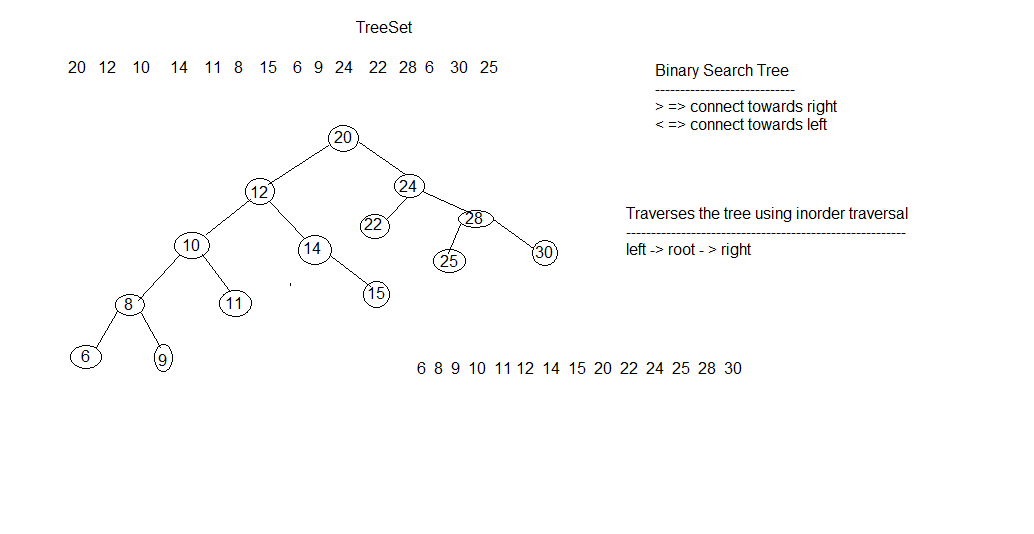 TreeSet
20 12 10 14 11 8 15 6 9 24 22 28 6 30 25
Binary Search Tree
----------------------------
> => connect towards right
< => connect towards left
20
12
24
22
28
10
14
25
30
8
11
15
6
9
Traverses the tree using inorder traversal
--------------------------------------------------------
left -> root - > right
6 8 9 10 11 12 14 15 20 22 24 25 28 30